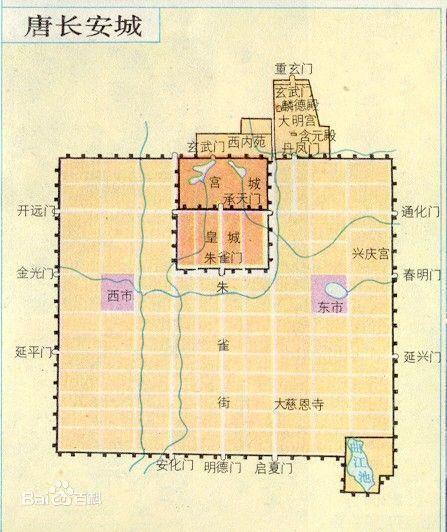 唐长安城
重玄门
玄武门
麟德殿
大明宫
含元殿
丹凤门
玄武门
西内苑
宫城
承天门
皇城
朱雀门
开远门
通化门
兴庆宫
金光门
春明门
西市
东市
朱雀街
延平门
延兴门
大慈恩寺
曲江池
安化门
明德门
启夏门
Bai百科